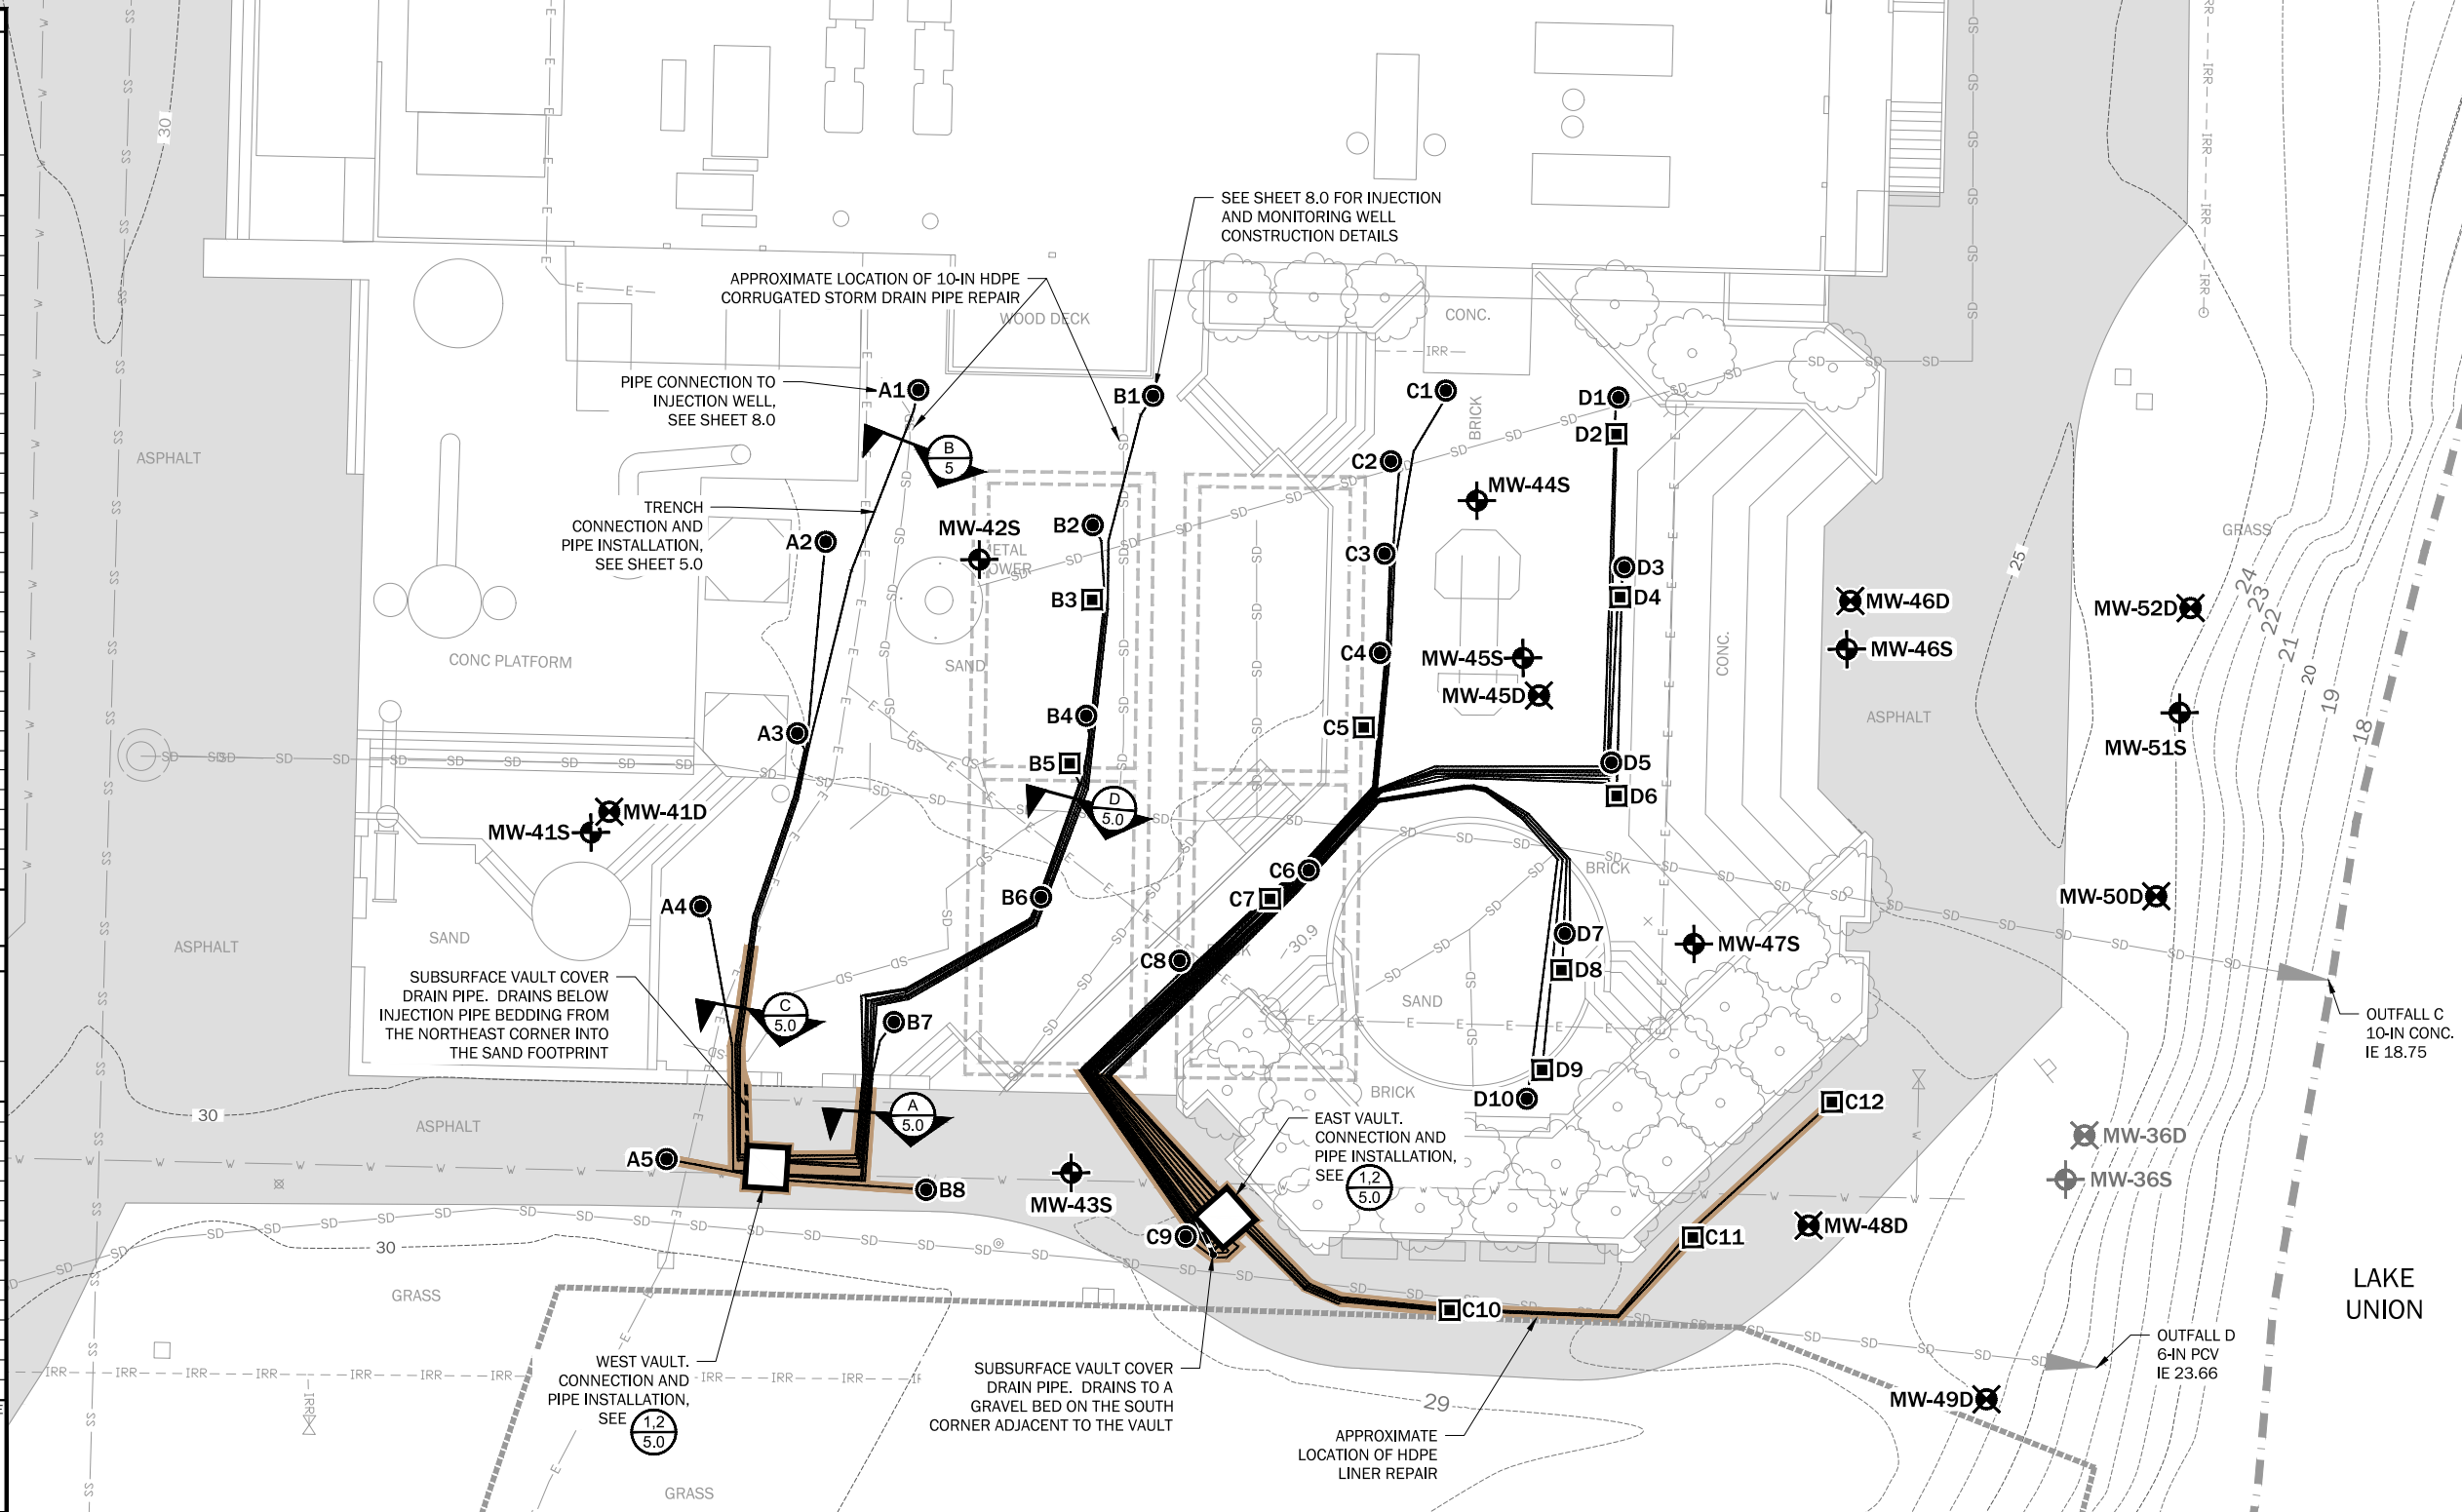 SEE SHEET 8.0 FOR INJECTION
AND MONITORING WELL
CONSTRUCTION DETAILS
APPROXIMATE LOCATION OF 10-IN HDPE
CORRUGATED STORM DRAIN PIPE REPAIR
WOOD DECK
CONC.
PIPE CONNECTION TO
INJECTION WELL,
SEE SHEET 8.0
A1
B1
C1
D1
BRICK
D2
B
5
C2
ASPHALT
TRENCH
CONNECTION AND
PIPE INSTALLATION,
SEE SHEET 5.0
MW-44S
MW-42S
B2
A2
C3
D3
GRASS
25
B3
D4
MW-46D
MW-52D
24
23
22
21
20
19
18
CONC PLATFORM
SAND
C4
MW-45S
MW-45D
CONC.
MW-46S
ASPHALT
MW-51S
A3
B4
C5
B5
D5
D6
D
5.0
MW-41D
MW-41S
C6
C7
BRICK
A4
B6
MW-50D
SAND
ASPHALT
30.9
C8
D7
MW-47S
D8
SAND
SUBSURFACE VAULT COVER
DRAIN PIPE. DRAINS BELOW
INJECTION PIPE BEDDING FROM
THE NORTHEAST CORNER INTO
THE SAND FOOTPRINT
C
5.0
B7
OUTFALL C
10-IN CONC.
IE 18.75
D9
D10
BRICK
C12
30
ASPHALT
A
5.0
EAST VAULT.
CONNECTION AND
PIPE INSTALLATION,
SEE
1,2
5.0
MW-36D
MW-36S
A5
B8
MW-43S
C9
C11
MW-48D
30
GRASS
C10
LAKE
UNION
OUTFALL D
6-IN PCV
IE 23.66
WEST VAULT.
CONNECTION AND
PIPE INSTALLATION,
SEE
1,2
5.0
SUBSURFACE VAULT COVER
DRAIN PIPE. DRAINS TO A
GRAVEL BED ON THE SOUTH
CORNER ADJACENT TO THE VAULT
29
MW-49D
APPROXIMATE
LOCATION OF HDPE
LINER REPAIR
GRASS
30